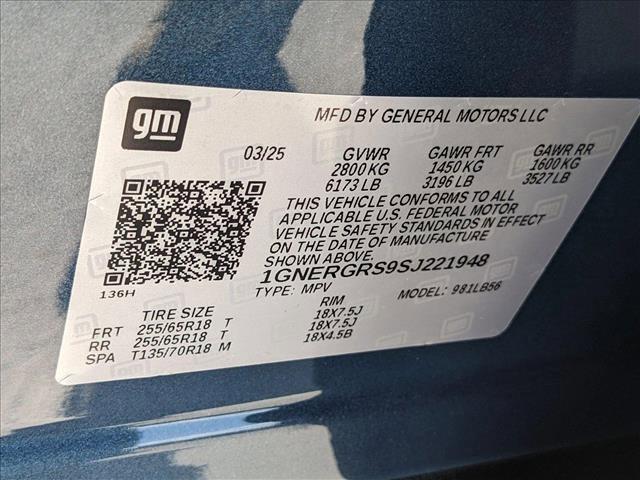 gm
MFD BY GENERAL MOTORS LLC
03/25 GVWR GAWR FRT GAWR RR
2800 KG 1450 KG 1600 KG
6173 LB 3196 LB 3527 LB
THIS VEHICLE CONFORMS TO ALL
APPLICABLE U.S. FEDERAL MOTOR
VEHICLE SAFETY STANDARDS IN EFFECT
ON THE DATE OF MANUFACTURE
SHOWN ABOVE.
1GNERGRS9SJ221948
136H
TYPE: MPV MODEL: 981LB56
TIRE SIZE RIM
FRT 255/65R18 T 18X7.5J
RR 255/65R18 T 18X7.5J
SPA T135/70R18 M 18X4.5B